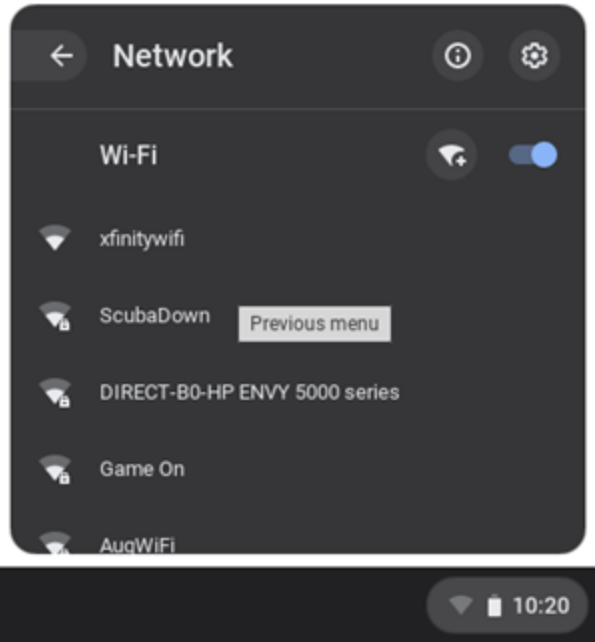 Network
Wi-Fi
xfinitywifi
ScubaDown
Previous menu
DIRECT-B0-HP ENVY 5000 series
Game On
AugWiFi
10:20